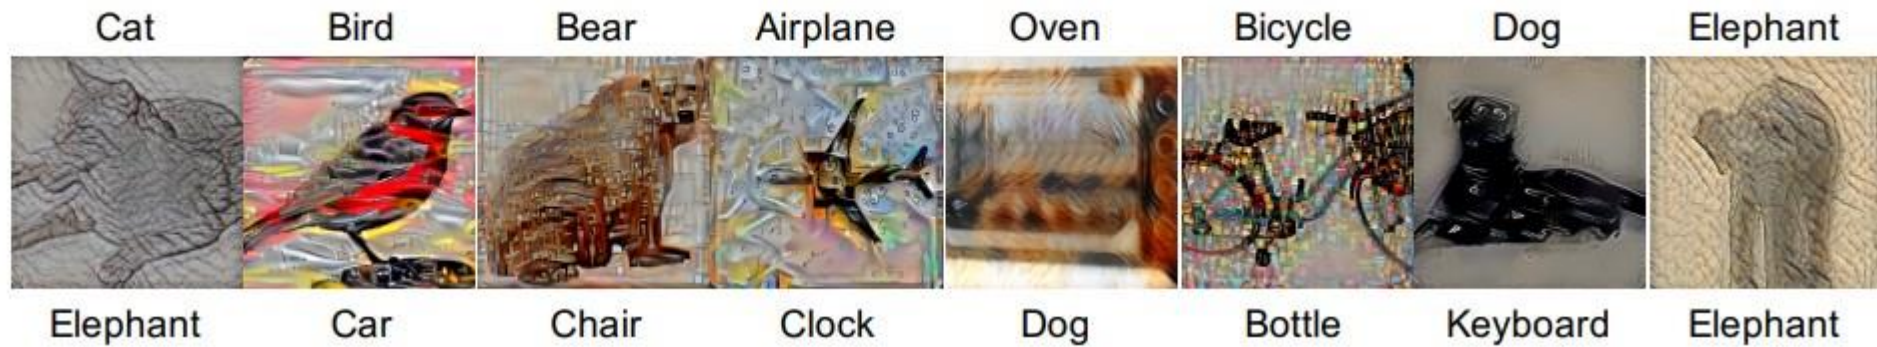 Cat Bird Bear Airplane Oven Bicycle Dog Elephant
Elephant Car Chair Clock Dog Bottle Keyboard Elephant